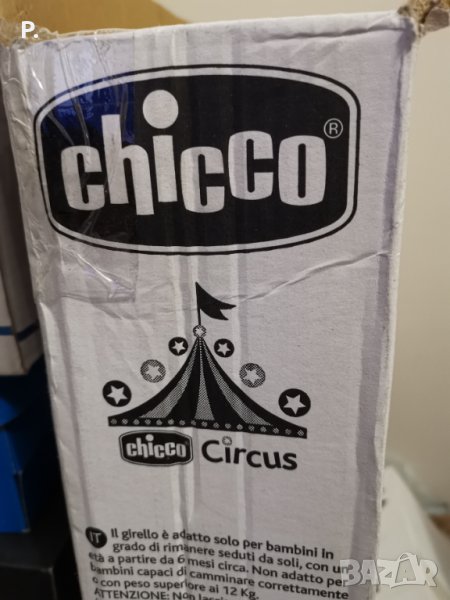 P.
chicco®
chicco Circus
IT Il girello è adatto solo per bambini in
grado di rimanere seduti da soli, con un
età a partire da 6 mesi circa. Non adatto per
bambini capaci di camminare correttamente
o con peso superiore ai 12 Kg.
ATTENZIONE: Non lasci
bazar